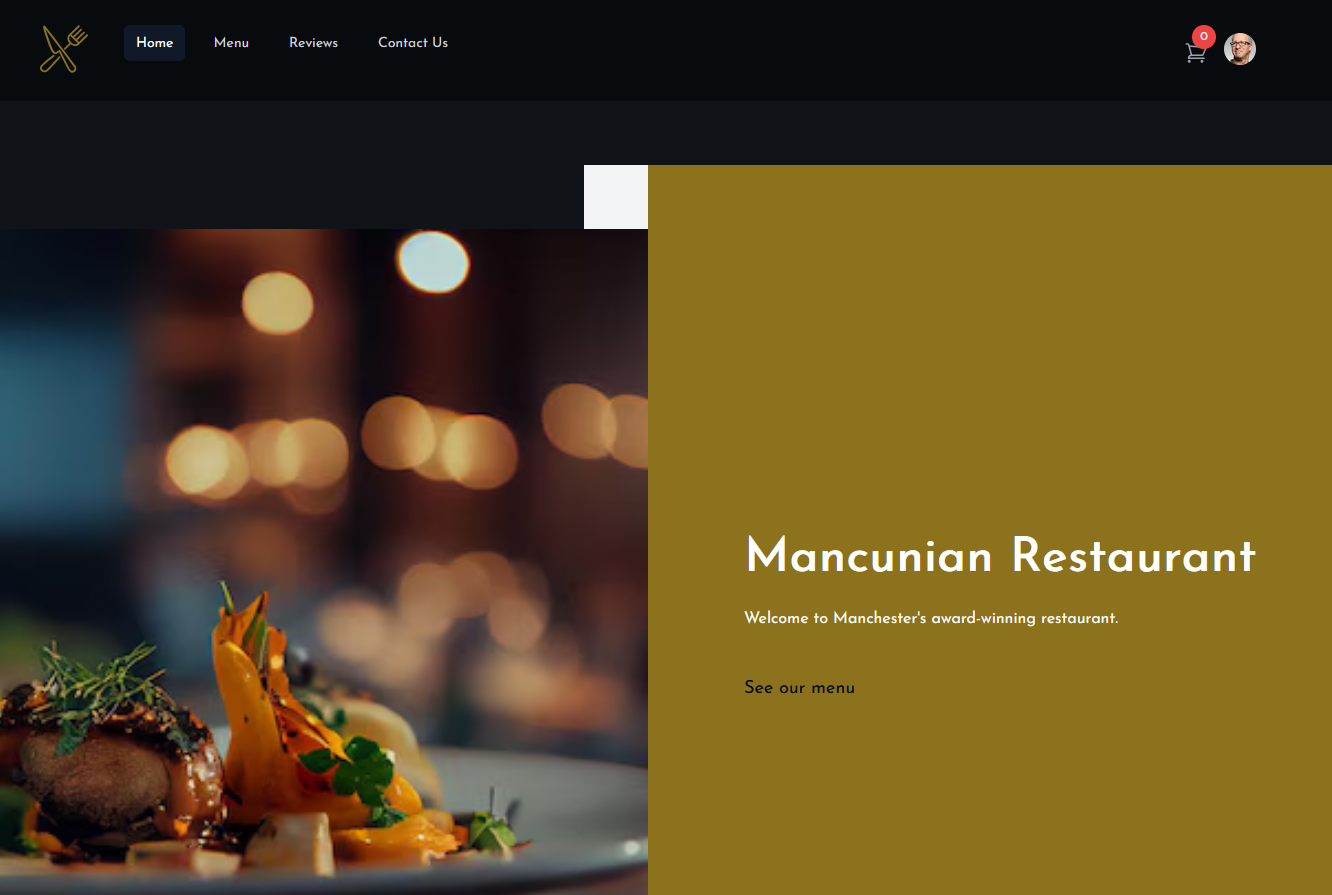 Home
Menu
Reviews
Contact Us
0
Mancunian Restaurant
Welcome to Manchester's award-winning restaurant.
See our menu